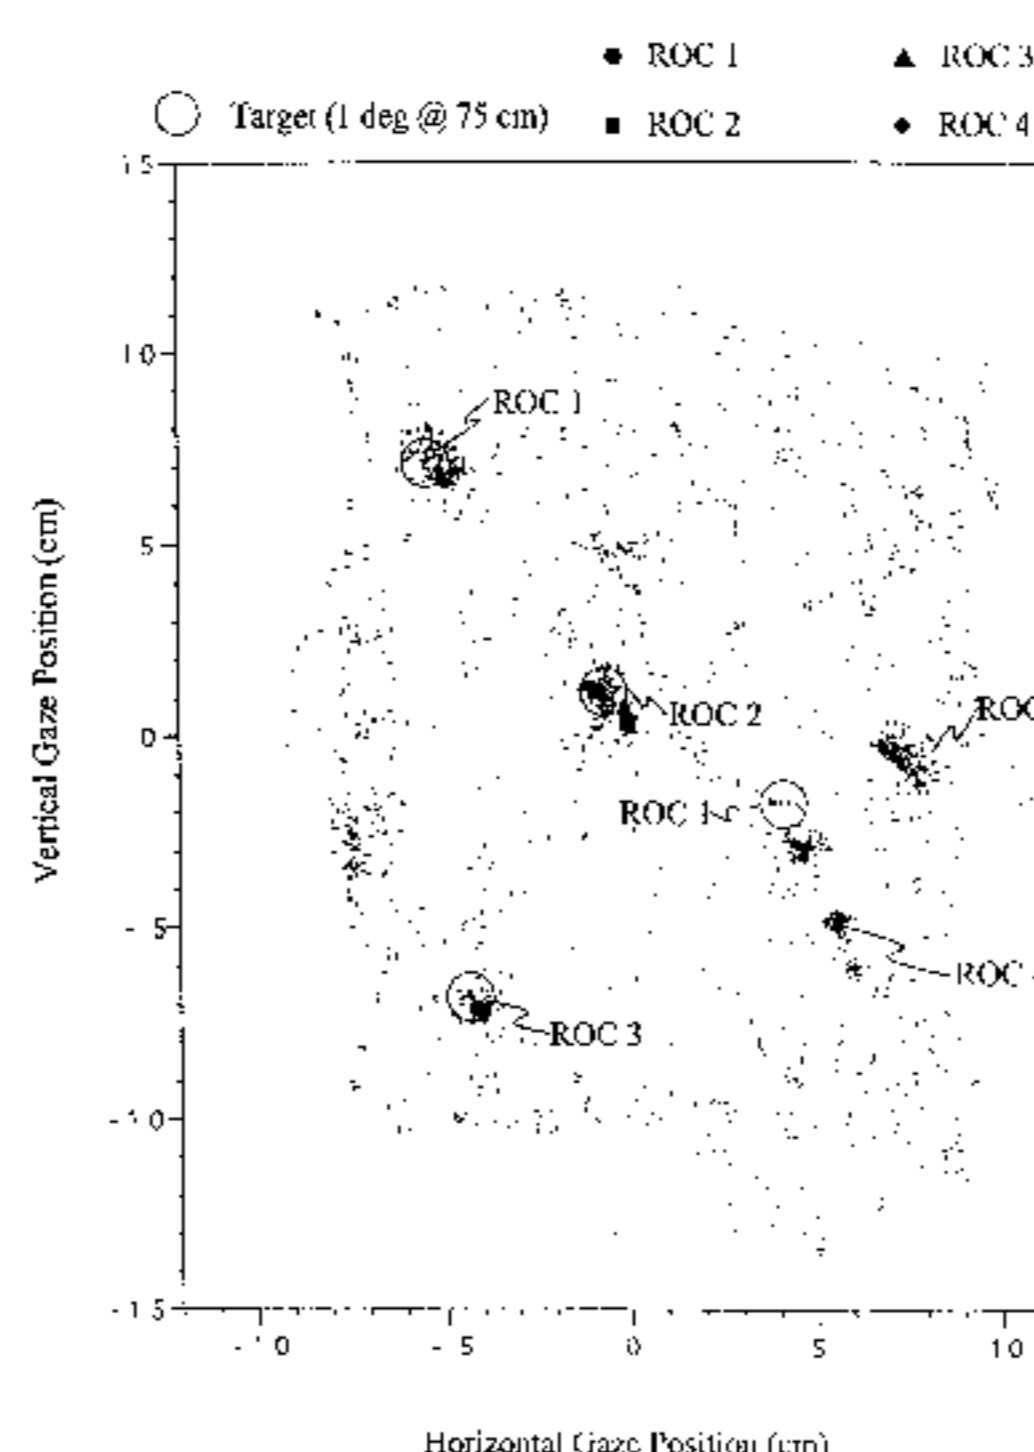 ROC 1
ROC 3
Target (1 deg @ 75 cm)
ROC 2
ROC 4
15
10
ROC 1
5
Vertical Gaze Position (cm)
ROC
ROC 2
0
ROC 1
- 5
ROC
ROC 3
- 10
- 15
- 10
- 5
0
5
10
Horizontal Gaze Position (cm)